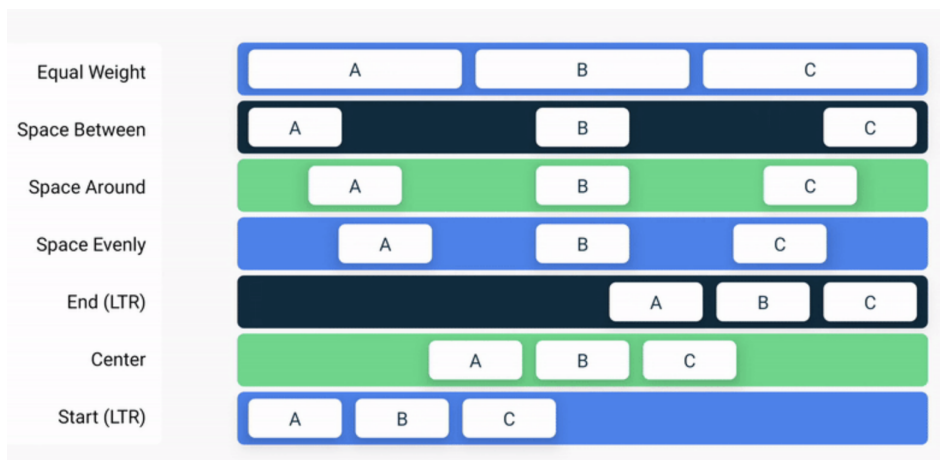 Equal Weight A B C
Space Between A B C
Space Around A B C
Space Evenly A B C
End (LTR) A B C
Center A B C
Start (LTR) A B C